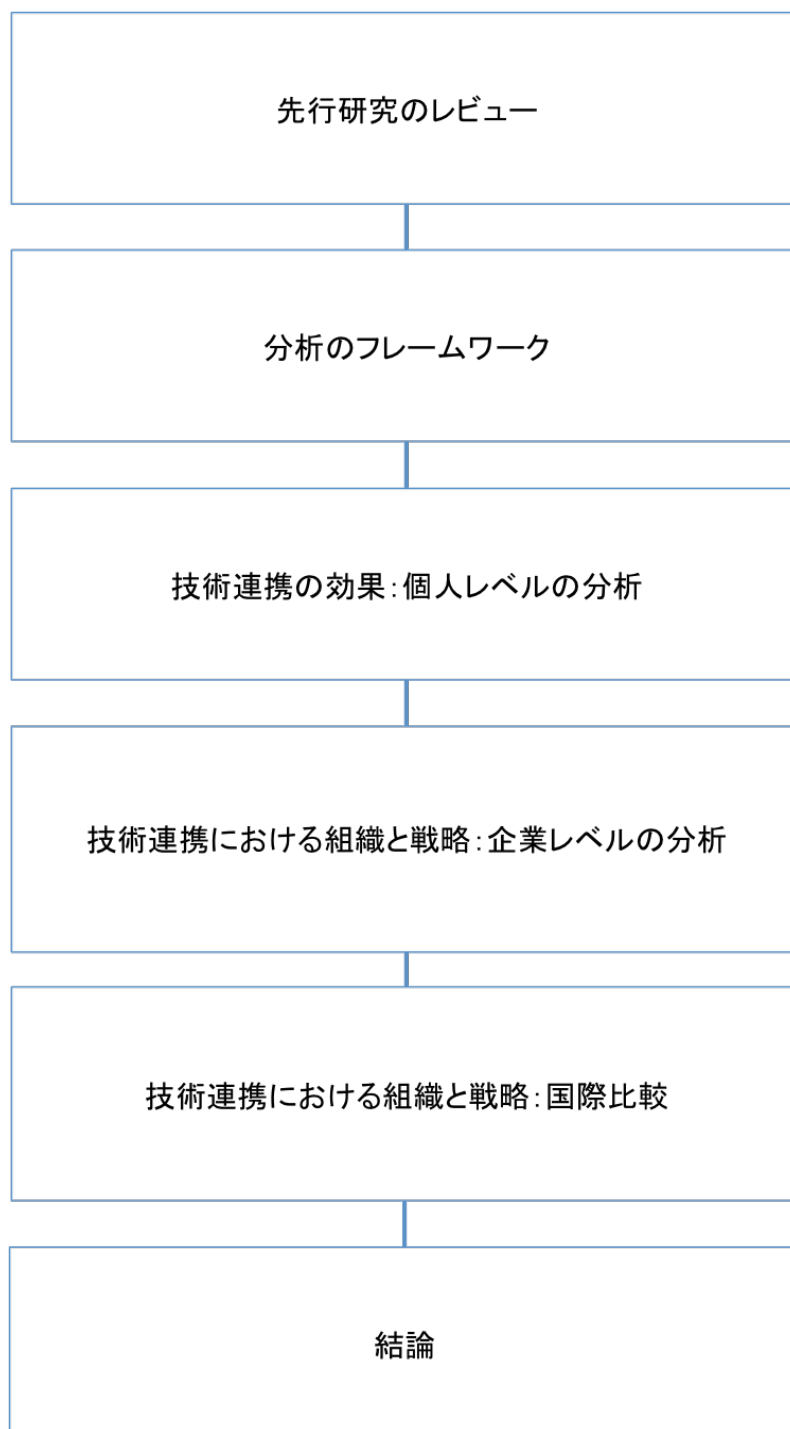 先行研究のレビュー
分析のフレームワーク
技術連携の効果：個人レベルの分析
技術連携における組織と戦略：企業レベルの分析
技術連携における組織と戦略：国際比較
結論